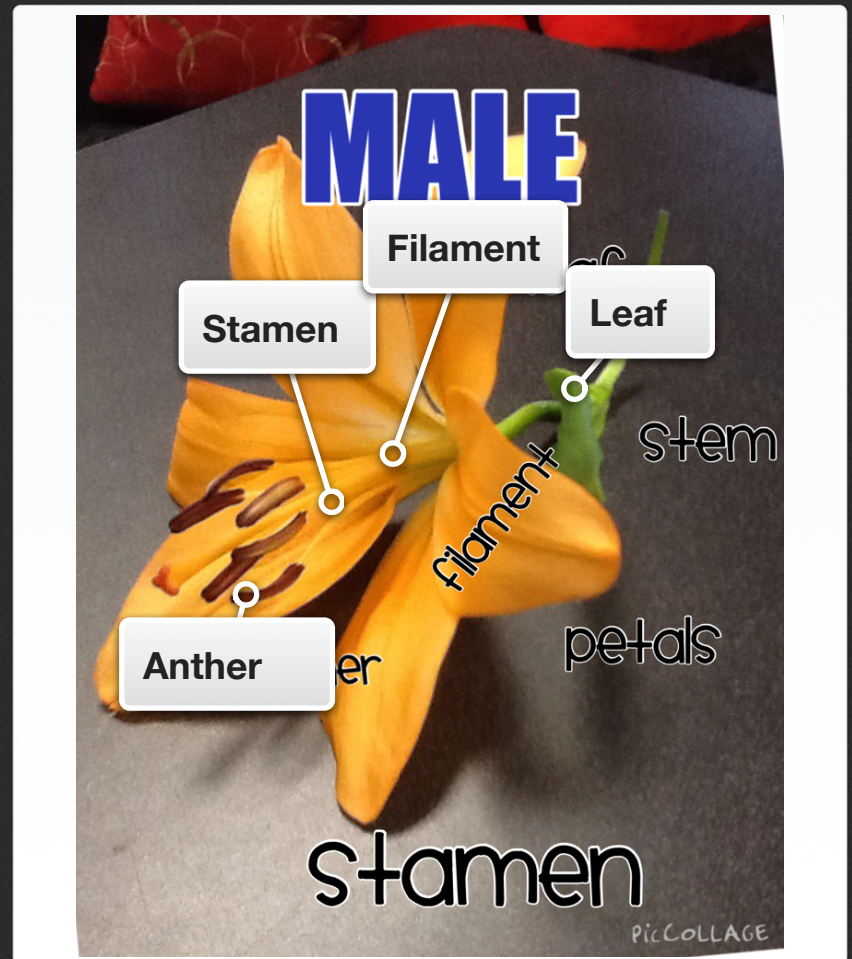 MALE
Filament
Leaf
Stamen
stem
filament
petals
Anther
stamen
PicCOLLAGE